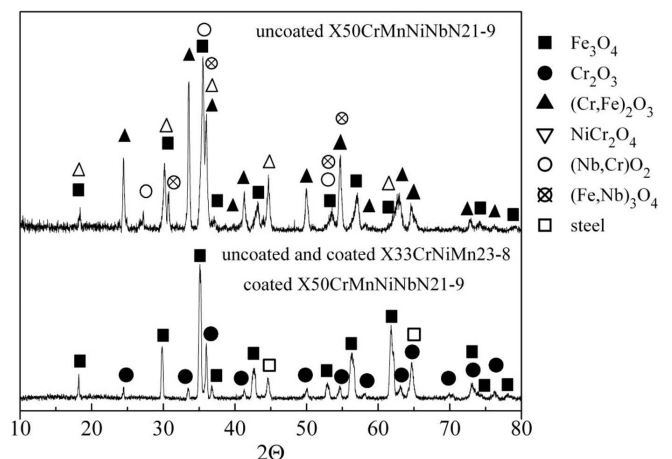 uncoated X50CrMnNiNbN21-9
Fe₃O₄
Cr₂O₃
(Cr,Fe)₂O₃
NiCr₂O₄
(Nb,Cr)O₂
(Fe,Nb)₃O₄
steel
uncoated and coated X33CrNiMn23-8
coated X50CrMnNiNbN21-9
10 20 30 40 50 60 70 80
2Θ